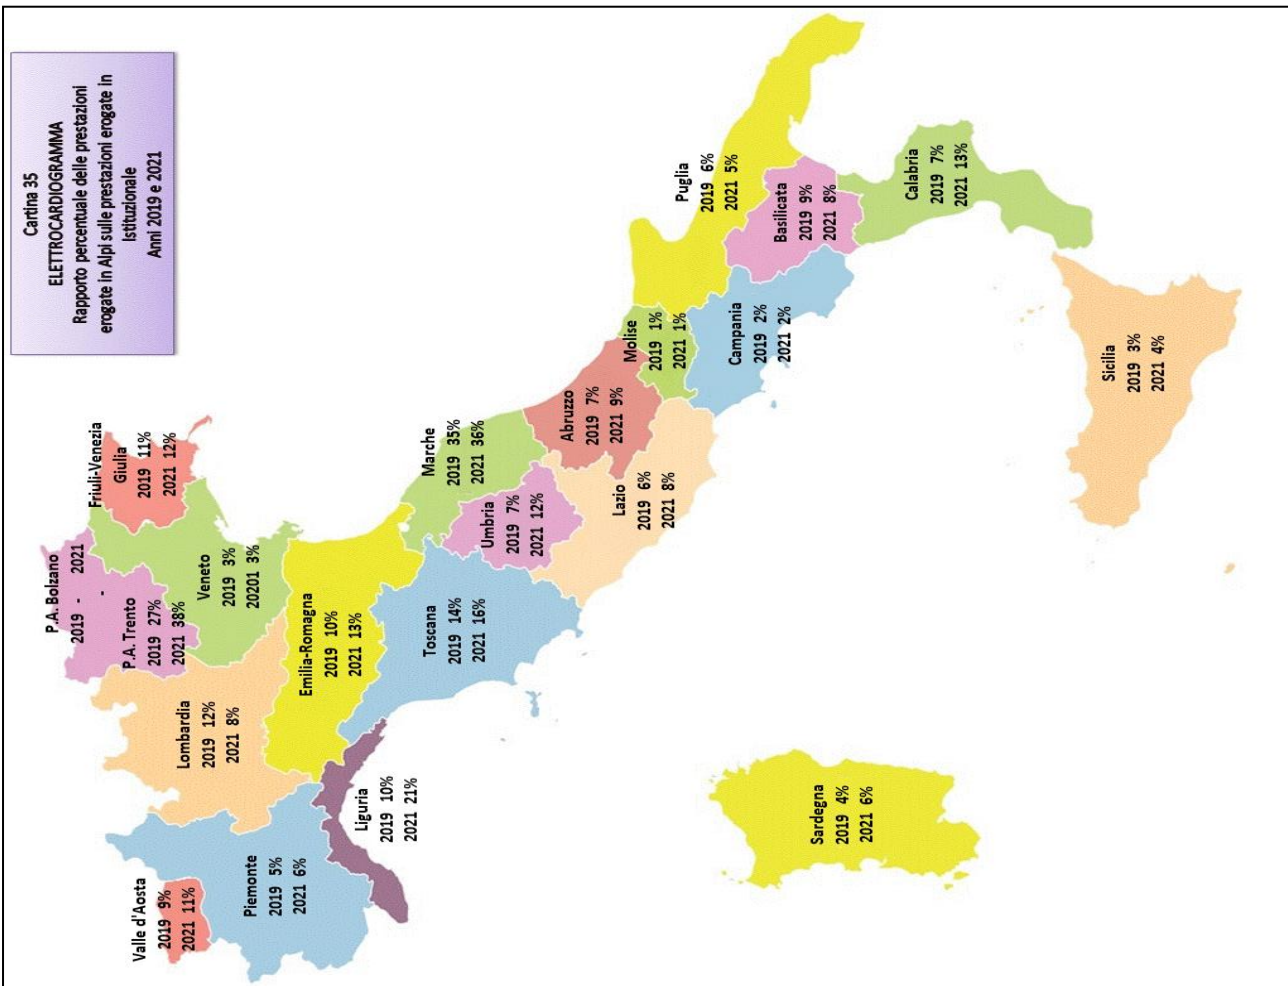 Cartina 35
ELETTROCARDIOGRAMMA
Rapporto percentuale delle prestazioni
erogate in Alpi sulle prestazioni erogate in
Istituzionale
Anni 2019 e 2021
P.A. Bolzano
2019 - 2021
-
P.A. Trento
2019 27%
2021 38%
Friuli-Venezia
Giulia
2019 11%
2021 12%
Valle d'Aosta
2019 9%
2021 11%
Lombardia
2019 12%
2021 8%
Veneto
2019 3%
20201 3%
Piemonte
2019 5%
2021 6%
Emilia-Romagna
2019 10%
2021 13%
Liguria
2019 10%
2021 21%
Toscana
2019 14%
2021 16%
Marche
2019 35%
2021 36%
Umbria
2019 7%
2021 12%
Abruzzo
2019 7%
2021 9%
Lazio
2019 6%
2021 8%
Molise
2019 1%
2021 1%
Puglia
2019 6%
2021 5%
Campania
2019 2%
2021 2%
Basilicata
2019 9%
2021 8%
Sardegna
2019 4%
2021 6%
Calabria
2019 7%
2021 13%
Sicilia
2019 3%
2021 4%